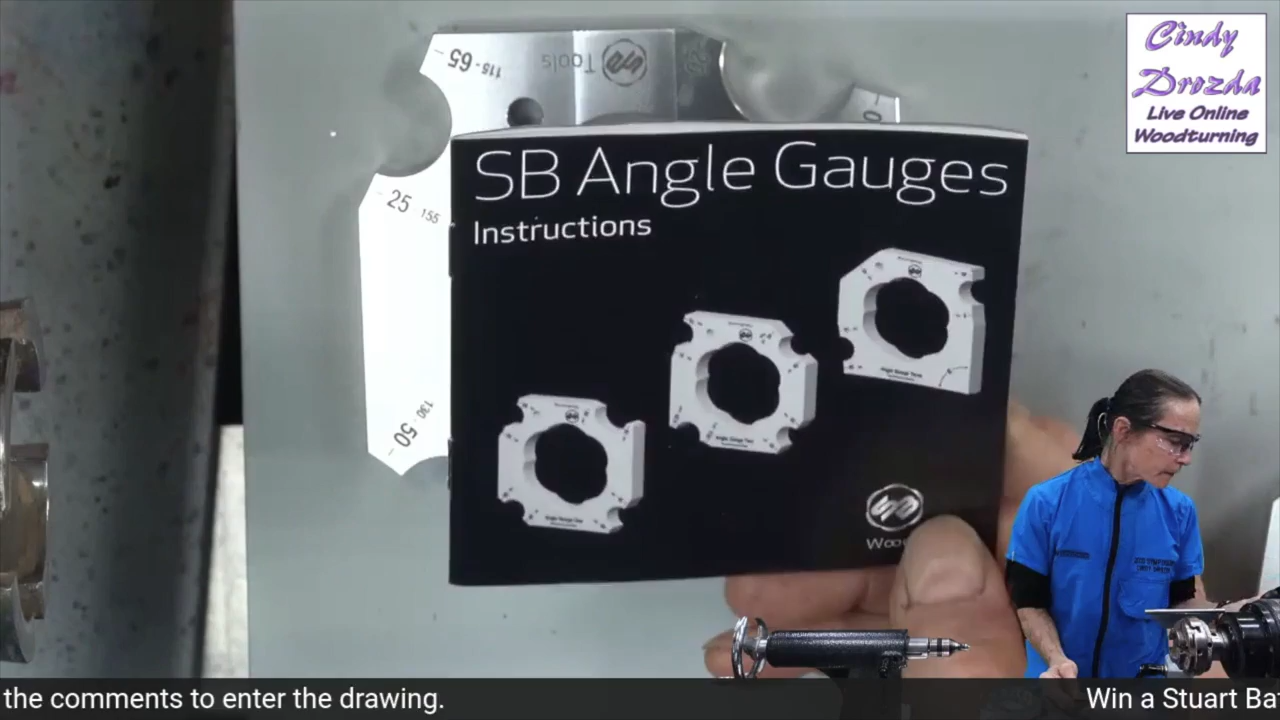 Cindy
Drozda
Live Online
Woodturning
65
115
Tools
25
155
SB Angle Gauges
Instructions
130
50
the comments to enter the drawing.
Win a Stuart Ba